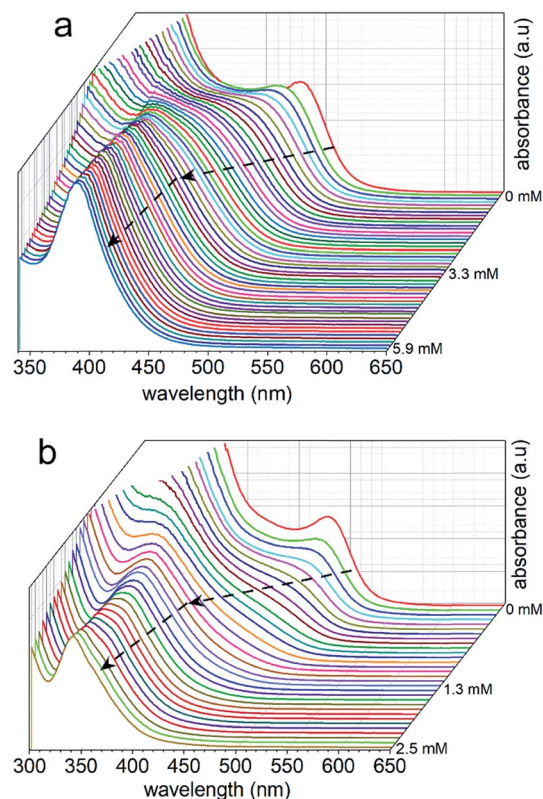 a
absorbance (a.u)
0 mM
3.3 mM
5.9 mM
350 400 450 500 550 600 650
wavelength (nm)
b
absorbance (a.u)
0 mM
1.3 mM
2.5 mM
300 350 400 450 500 550 600 650
wavelength (nm)